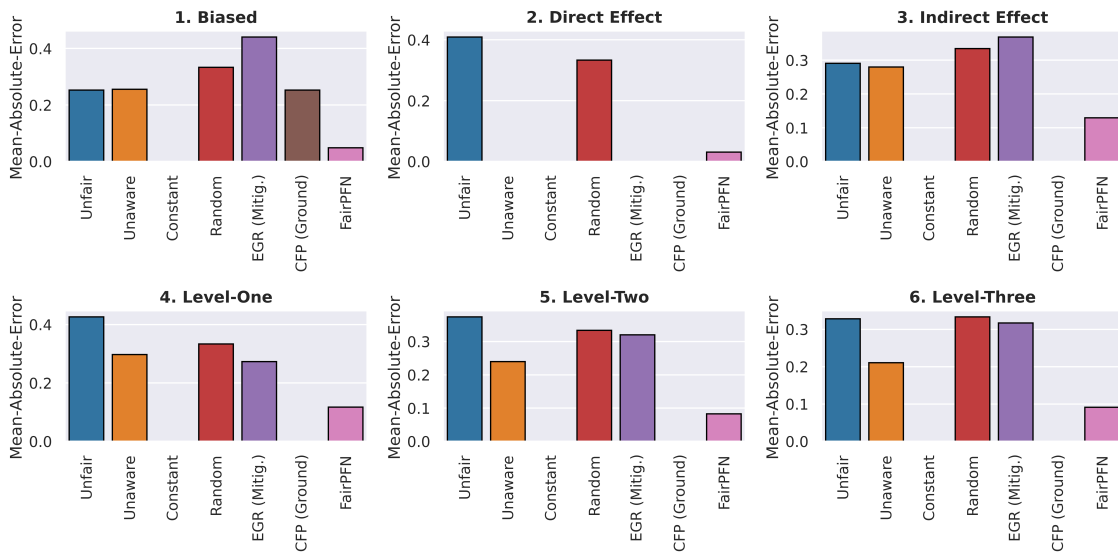 1. Biased
Mean-Absolute-Error
0.4
0.2
0.0
Unfair
Unaware
Constant
Random
EGR (Mitig.)
CFP (Ground)
FairPFN
2. Direct Effect
Mean-Absolute-Error
0.4
0.2
0.0
Unfair
Unaware
Constant
Random
EGR (Mitig.)
CFP (Ground)
FairPFN
3. Indirect Effect
Mean-Absolute-Error
0.3
0.2
0.1
0.0
Unfair
Unaware
Constant
Random
EGR (Mitig.)
CFP (Ground)
FairPFN
4. Level-One
Mean-Absolute-Error
0.4
0.2
0.0
Unfair
Unaware
Constant
Random
EGR (Mitig.)
CFP (Ground)
FairPFN
5. Level-Two
Mean-Absolute-Error
0.3
0.2
0.1
0.0
Unfair
Unaware
Constant
Random
EGR (Mitig.)
CFP (Ground)
FairPFN
6. Level-Three
Mean-Absolute-Error
0.3
0.2
0.1
0.0
Unfair
Unaware
Constant
Random
EGR (Mitig.)
CFP (Ground)
FairPFN